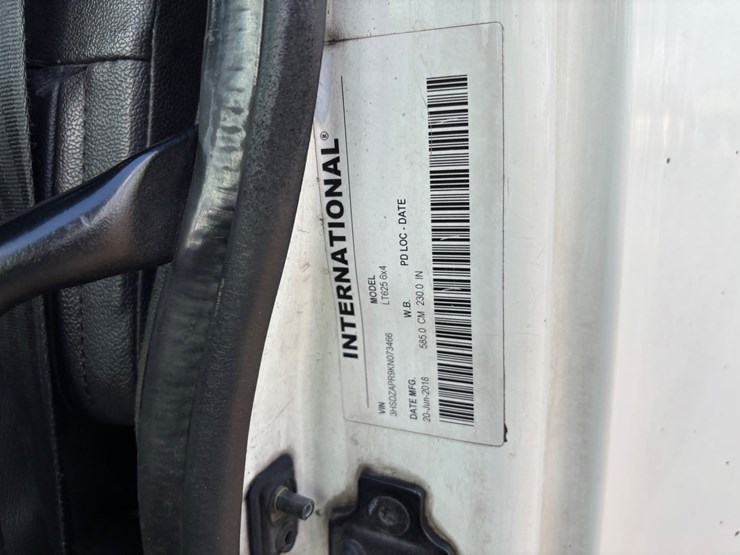 INTERNATIONAL®
MODEL
LT625 6x4
VIN
3HSDZAPR9KN073466
W.B. PD LOC - DATE
585.0 CM 230.0 IN
DATE MFG.
20-Jun-2018